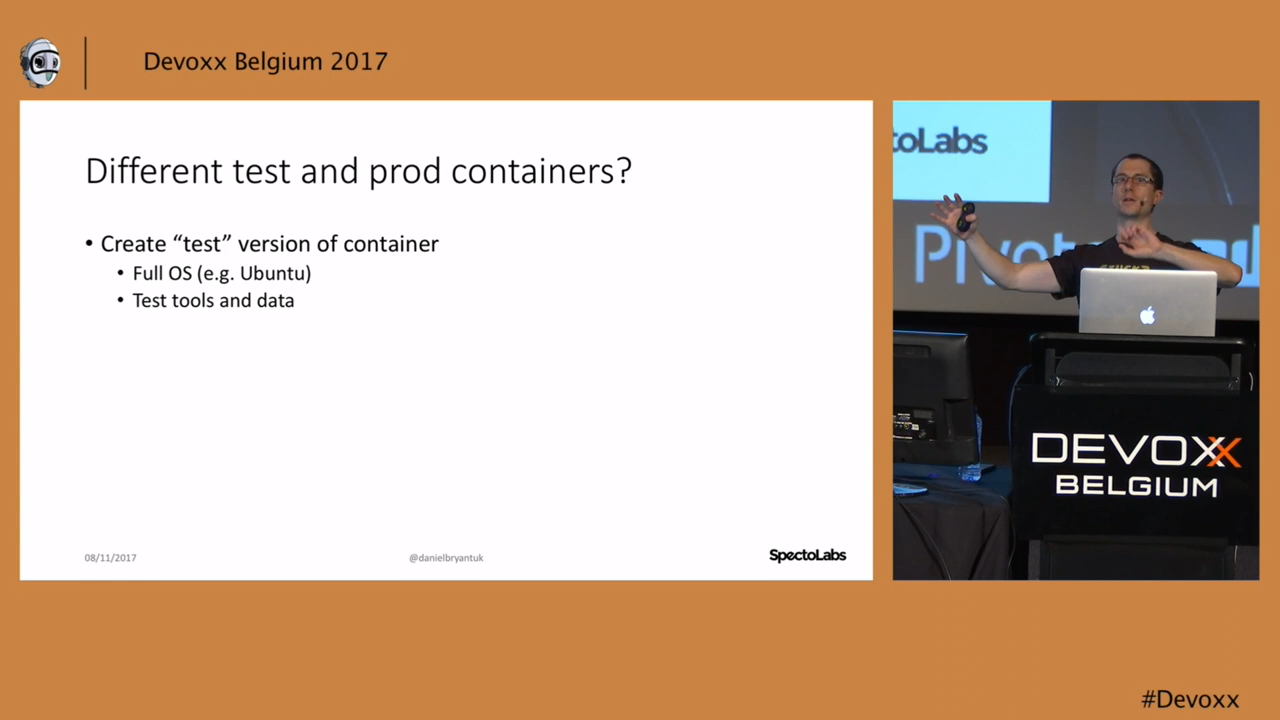 Devoxx Belgium 2017
Different test and prod containers?
• Create “test” version of container
• Full OS (e.g. Ubuntu)
• Test tools and data
08/11/2017
@danielbryantuk
SpectoLabs
toLabs
DEVOXX
BELGIUM
#Devoxx